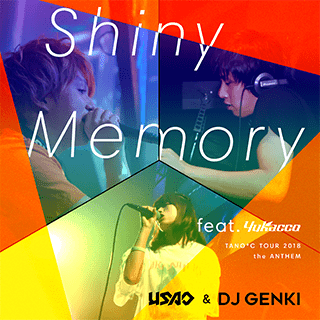 Shiny
Memory
feat. Yukacco
TANO*C TOUR 2018
the ANTHEM
USAO & DJ GENKI